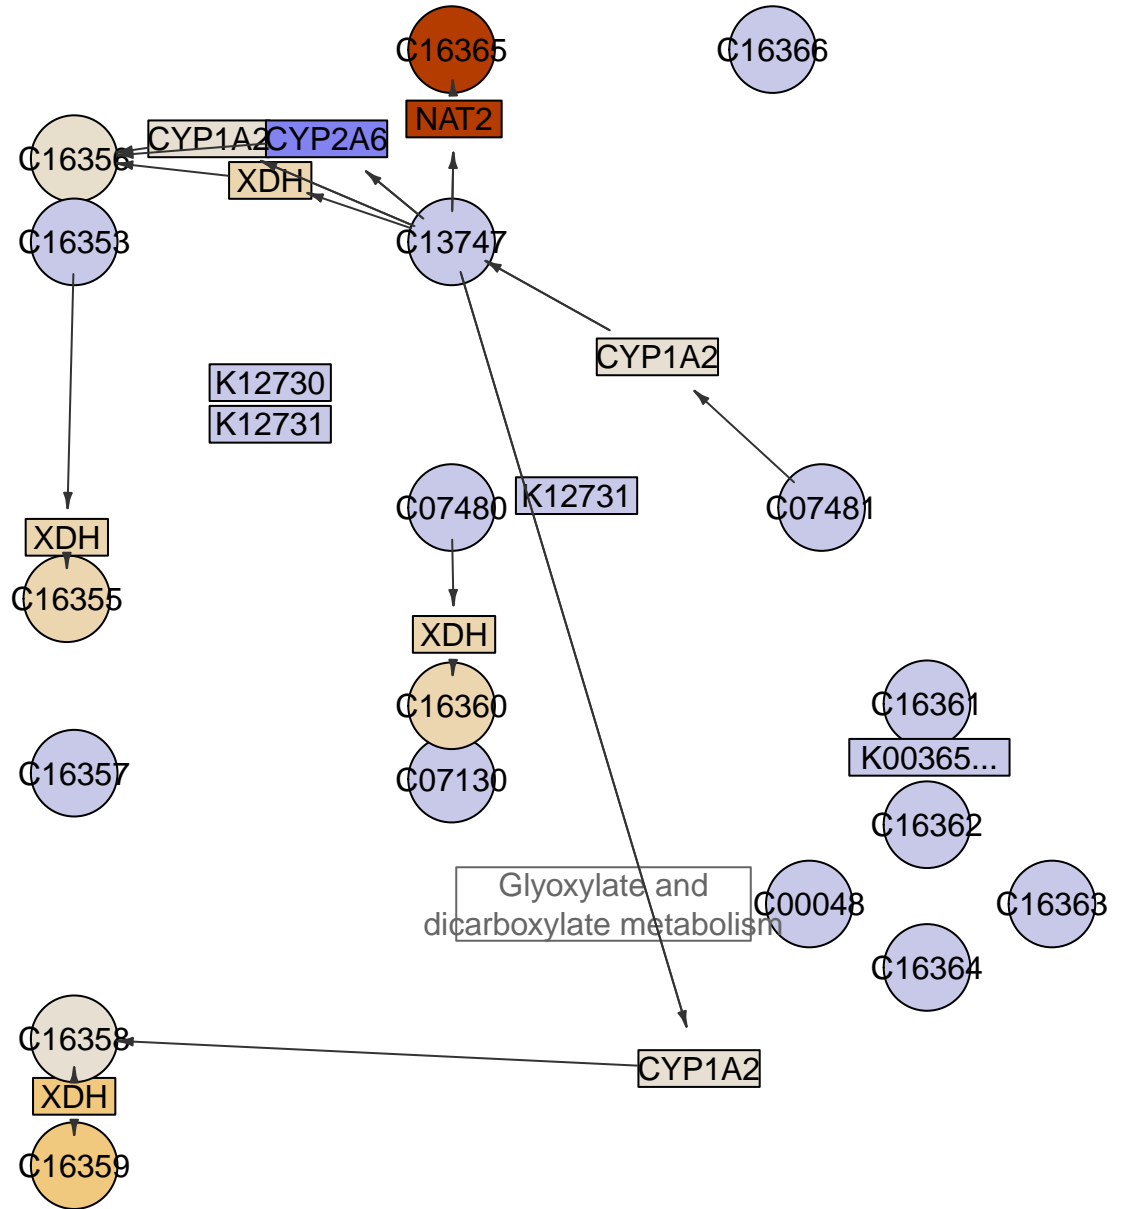 C16365
C16366
NAT2
CYP1A2
CYP2A6
C16356
XDH
C16353
C13747
CYP1A2
K12730
K12731
C07480
K12731
C07481
XDH
C16355
XDH
C16360
C16361
C16357
C07130
K00365...
C16362
Glyoxylate and
dicarboxylate metabolism
C00048
C16363
C16364
C16358
CYP1A2
XDH
C16359